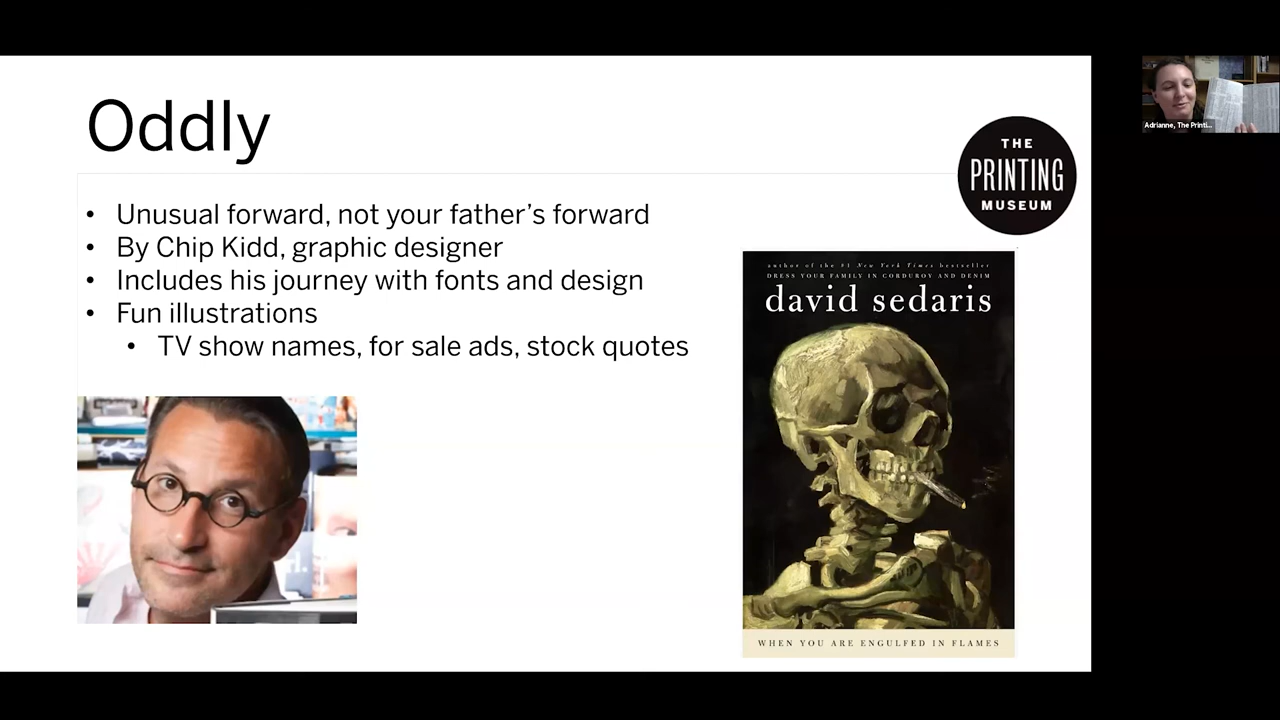 Oddly
• Unusual forward, not your father’s forward
• By Chip Kidd, graphic designer
• Includes his journey with fonts and design
• Fun illustrations
• TV show names, for sale ads, stock quotes
THE
PRINTING
MUSEUM
author of the #1 New York Times bestseller
DRESS YOUR FAMILY IN CORDUROY AND DENIM
david sedaris
WHEN YOU ARE ENGULFED IN FLAMES
Adrianne, The Printi...